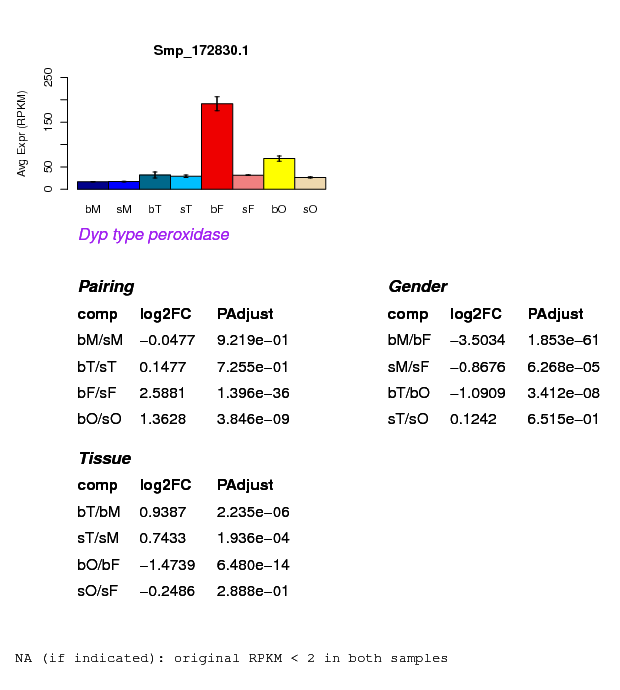 Smp_172830.1
Avg Expr (RPKM)
0 50 150 250
bM sM bT sT bF sF bO sO
Dyp type peroxidase
Pairing
comp log2FC PAdjust
bM/sM −0.0477 9.219e−01
bT/sT 0.1477 7.255e−01
bF/sF 2.5881 1.396e−36
bO/sO 1.3628 3.846e−09
Gender
comp log2FC PAdjust
bM/bF −3.5034 1.853e−61
sM/sF −0.8676 6.268e−05
bT/bO −1.0909 3.412e−08
sT/sO 0.1242 6.515e−01
Tissue
comp log2FC PAdjust
bT/bM 0.9387 2.235e−06
sT/sM 0.7433 1.936e−04
bO/bF −1.4739 6.480e−14
sO/sF −0.2486 2.888e−01
NA (if indicated): original RPKM < 2 in both samples